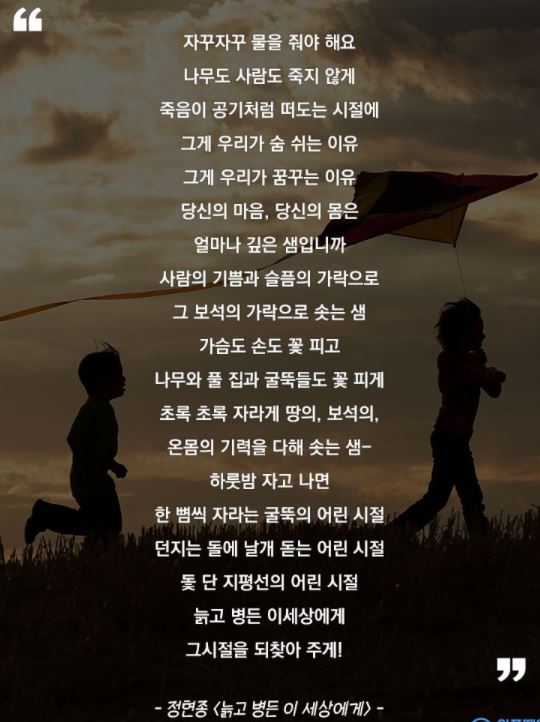 “
자꾸자꾸 물을 줘야 해요
나무도 사람도 죽지 않게
죽음이 공기처럼 떠도는 시절에
그게 우리가 숨 쉬는 이유
그게 우리가 꿈꾸는 이유
당신의 마음, 당신의 몸은
얼마나 깊은 샘입니까
사람의 기쁨과 슬픔의 가락으로
그 보석의 가락으로 솟는 샘
가슴도 손도 꽃 피고
나무와 풀 집과 굴뚝들도 꽃 피게
초록 초록 자라게 땅의, 보석의,
온몸의 기력을 다해 솟는 샘-
하룻밤 자고 나면
한 뼘씩 자라는 굴뚝의 어린 시절
던지는 돌에 날개 돋는 어린 시절
돛 단 지평선의 어린 시절
늙고 병든 이세상에게
그시절을 되찾아 주게!
”
- 정현종 <늙고 병든 이 세상에게> -